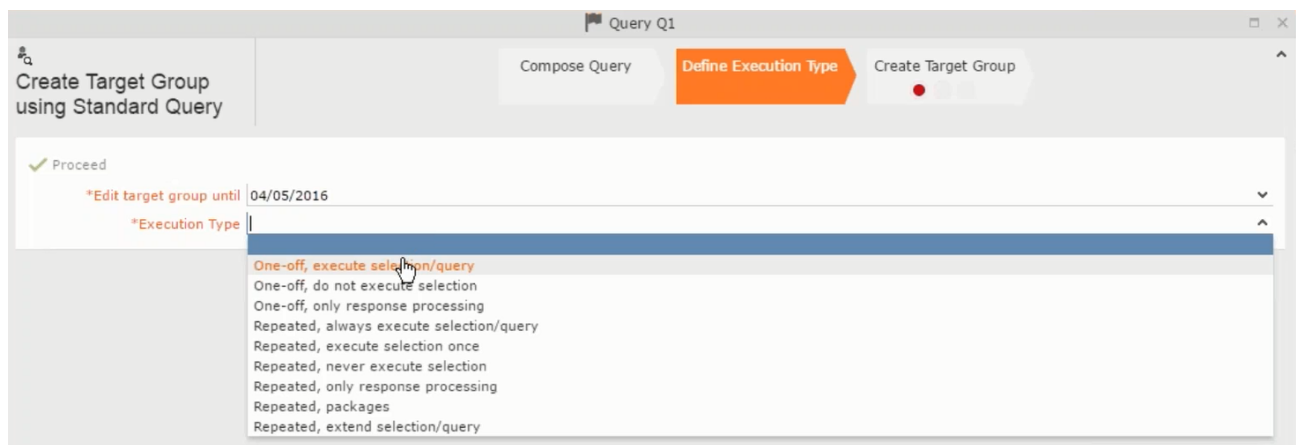 Query Q1
Create Target Group
using Standard Query
Compose Query
Define Execution Type
Create Target Group
Proceed
*Edit target group until 04/05/2016
*Execution Type
One-off, execute selection/query
One-off, do not execute selection
One-off, only response processing
Repeated, always execute selection/query
Repeated, execute selection once
Repeated, never execute selection
Repeated, only response processing
Repeated, packages
Repeated, extend selection/query